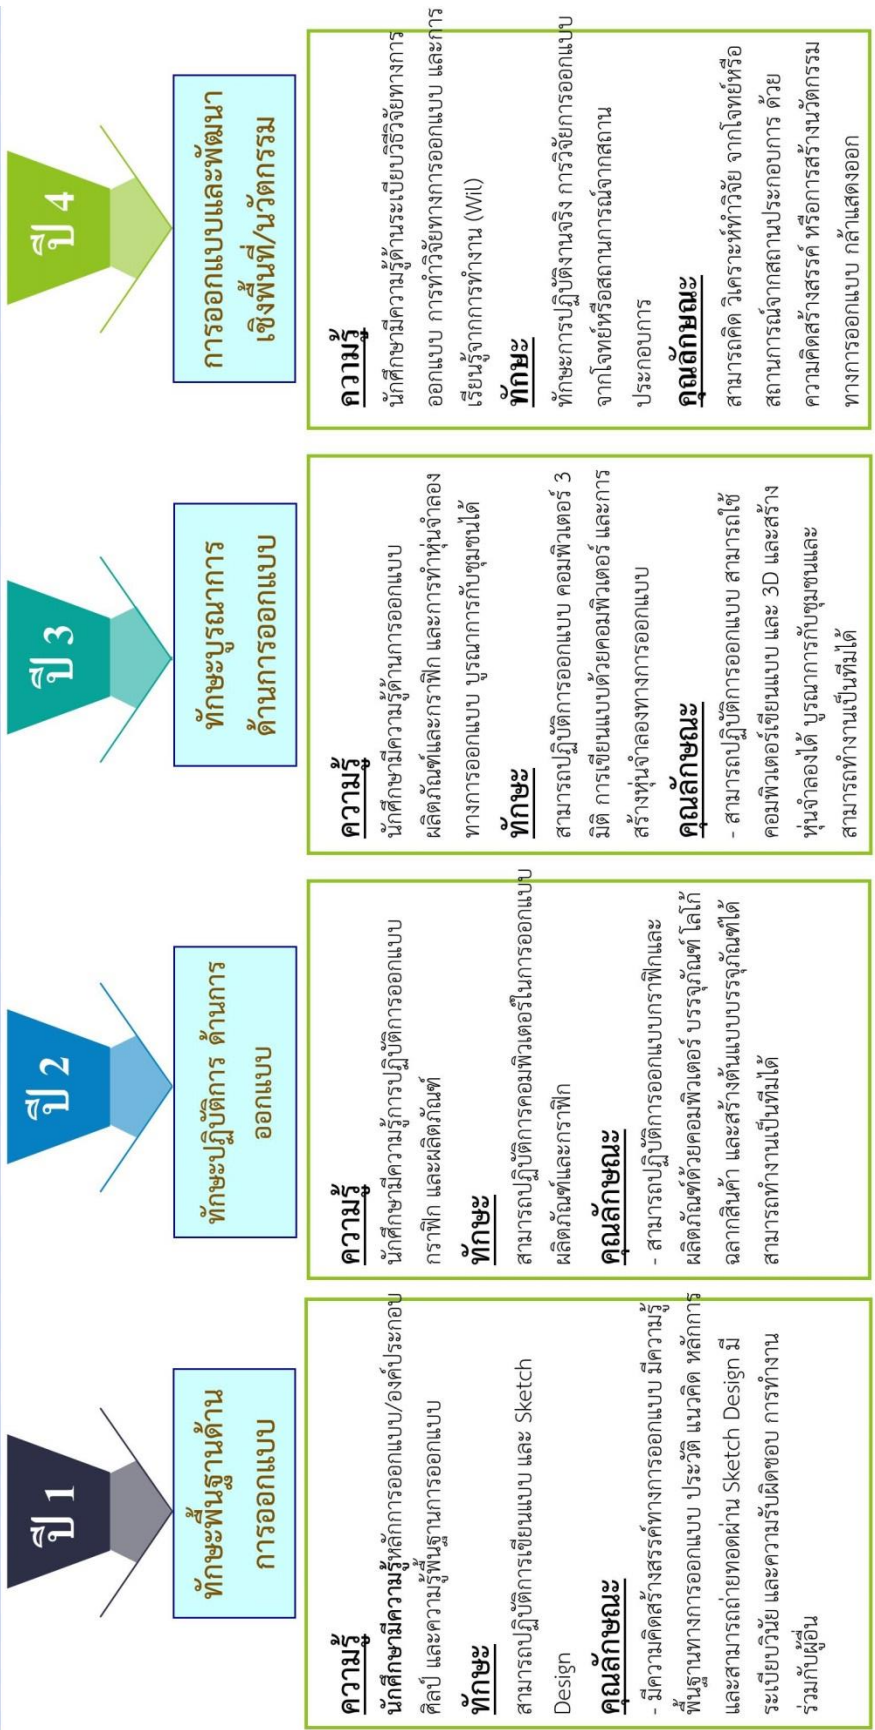 ปี 1
ทักษะพื้นฐานด้าน
การออกแบบ
ความรู้
นักศึกษามีความรู้หลักการออกแบบ/องค์ประกอบ
ศิลป์ และความรู้พื้นฐานการออกแบบ
ทักษะ
สามารถปฏิบัติการเขียนแบบ และ Sketch
Design
คุณลักษณะ
- มีความคิดสร้างสรรค์ทางการออกแบบ มีความรู้
พื้นฐานทางการออกแบบ ประวัติ แนวคิด หลักการ
และสามารถถ่ายทอดผ่าน Sketch Design มี
ระเบียบวินัย และความรับผิดชอบ การทำงาน
ร่วมกับผู้อื่น
ปี 2
ทักษะปฏิบัติการ ด้านการ
ออกแบบ
ความรู้
นักศึกษามีความรู้การปฏิบัติการออกแบบ
กราฟิก และผลิตภัณฑ์
ทักษะ
สามารถปฏิบัติการคอมพิวเตอร์ในการออกแบบ
ผลิตภัณฑ์และกราฟิก
คุณลักษณะ
- สามารถปฏิบัติการออกแบบกราฟิกและ
ผลิตภัณฑ์ด้วยคอมพิวเตอร์ บรรจุภัณฑ์ โลโก้
ฉลากสินค้า และสร้างต้นแบบบรรจุภัณฑ์ได้
สามารถทำงานเป็นทีมได้
ปี 3
ทักษะบูรณาการ
ด้านการออกแบบ
ความรู้
นักศึกษามีความรู้ด้านการออกแบบ
ผลิตภัณฑ์และกราฟิก และการทำหุ่นจำลอง
ทางการออกแบบ บูรณาการกับชุมชนได้
ทักษะ
สามารถปฏิบัติการออกแบบ คอมพิวเตอร์ 3
มิติ การเขียนแบบด้วยคอมพิวเตอร์ และการ
สร้างหุ่นจำลองทางการออกแบบ
คุณลักษณะ
- สามารถปฏิบัติการออกแบบ สามารถใช้
คอมพิวเตอร์เขียนแบบ และ 3D และสร้าง
หุ่นจำลองได้ บูรณาการกับชุมชนและ
สามารถทำงานเป็นทีมได้
ปี 4
การออกแบบและพัฒนา
เชิงพื้นที่/นวัตกรรม
ความรู้
นักศึกษามีความรู้ด้านระเบียบวิธีวิจัยทางการ
ออกแบบ การทำวิจัยทางการออกแบบ และการ
เรียนรู้จากการทำงาน (Wil)
ทักษะ
ทักษะการปฏิบัติงานจริง การวิจัยการออกแบบ
จากโจทย์หรือสถานการณ์จากสถาน
ประกอบการ
คุณลักษณะ
สามารถคิด วิเคราะห์ทำวิจัย จากโจทย์หรือ
สถานการณ์จากสถานประกอบการ ด้วย
ความคิดสร้างสรรค์ หรือการสร้างนวัตกรรม
ทางการออกแบบ กล้าแสดงออก